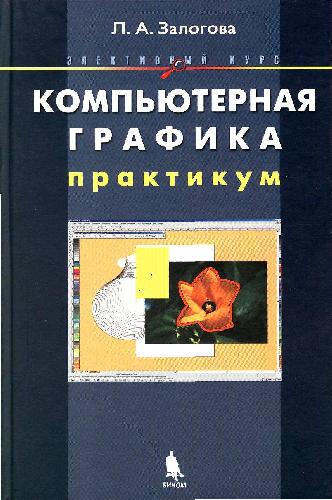 Л. А. Залогова
ЭЛЕКТИВНЫЙ КУРС
КОМПЬЮТЕРНАЯ
ГРАФИКА
практикум
БИНОМ